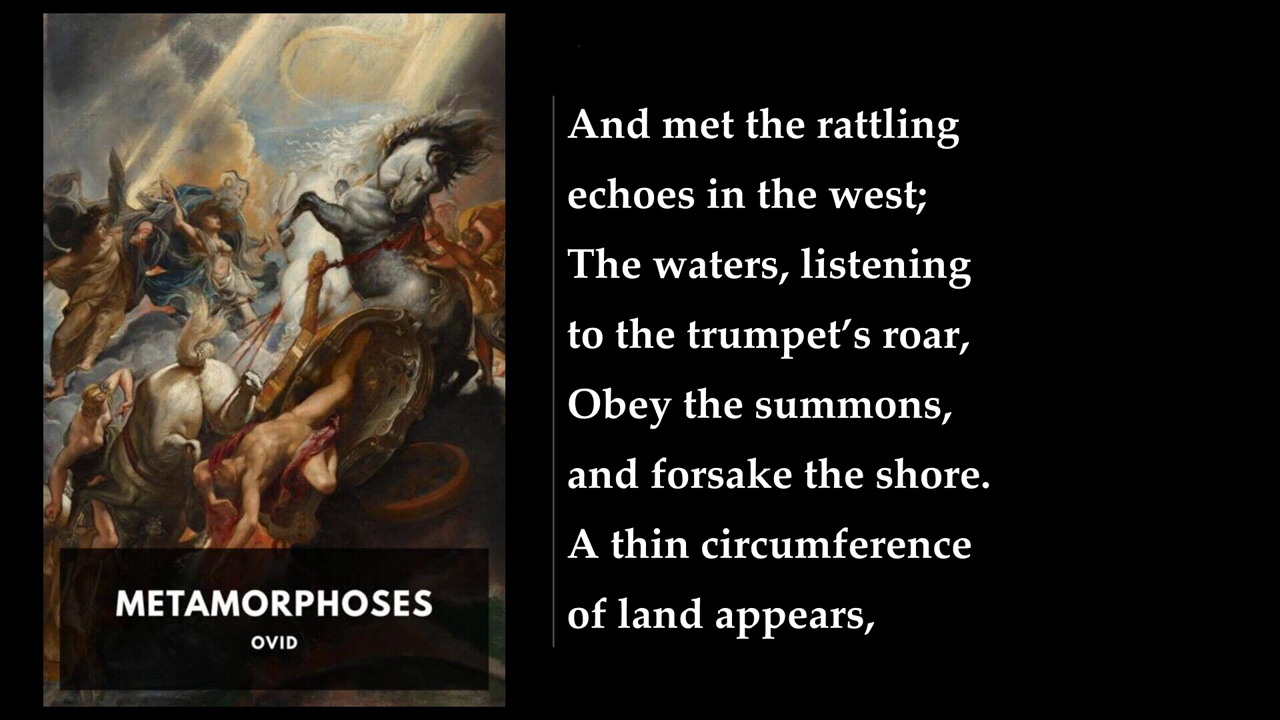 METAMORPHOSES
OVID
And met the rattling
echoes in the west;
The waters, listening
to the trumpet’s roar,
Obey the summons,
and forsake the shore.
A thin circumference
of land appears,